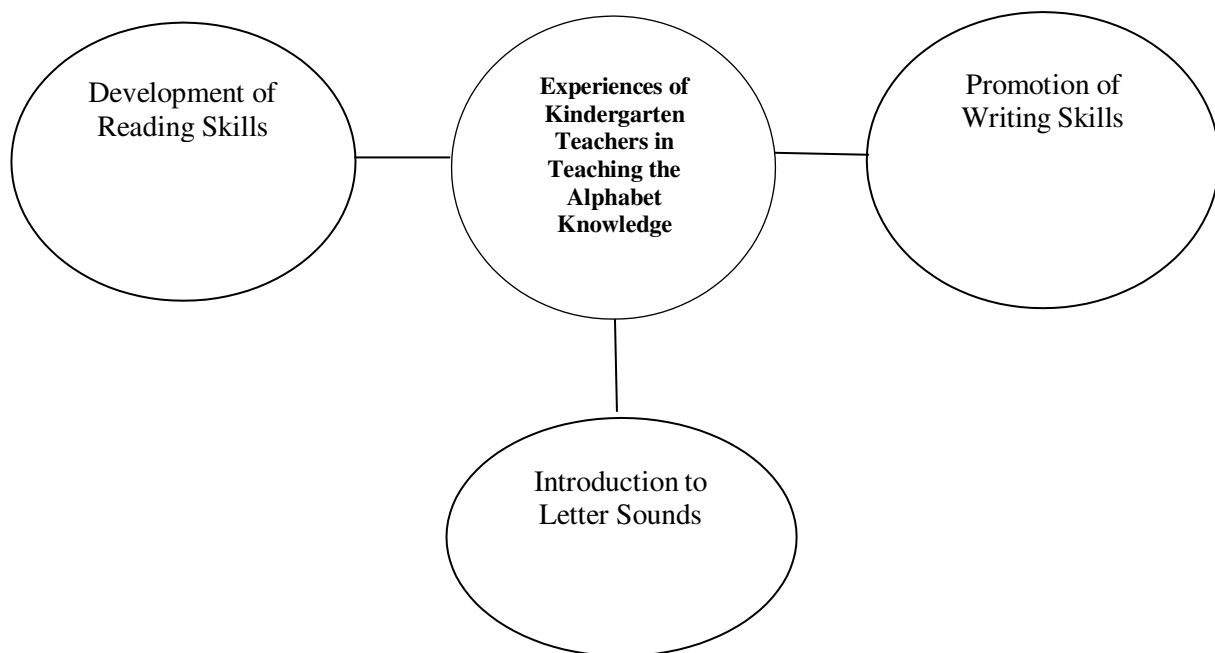 Development of
Reading Skills
Experiences of
Kindergarten
Teachers in
Teaching the
Alphabet
Knowledge
Promotion of
Writing Skills
Introduction to
Letter Sounds